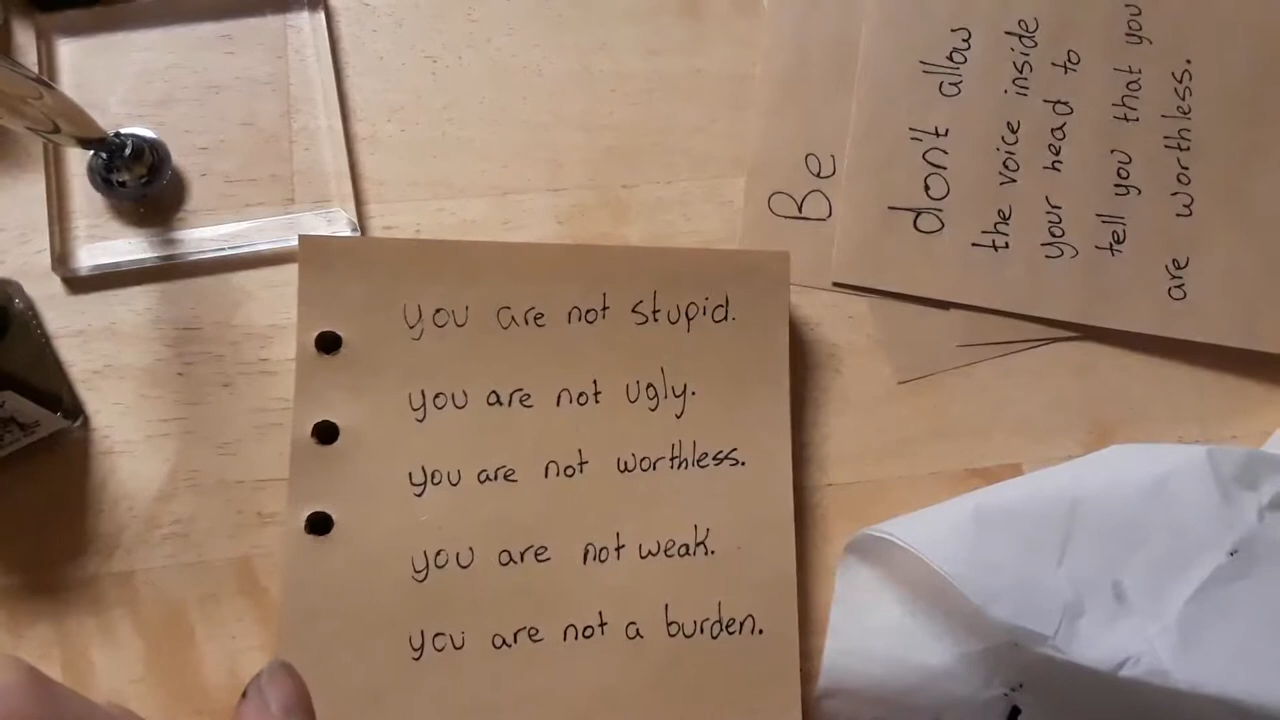 you are not stupid.
you are not ugly.
you are not worthless.
you are not weak.
you are not a burden.
Be
don't allow
the voice inside
your head to
tell you that you
are worthless.